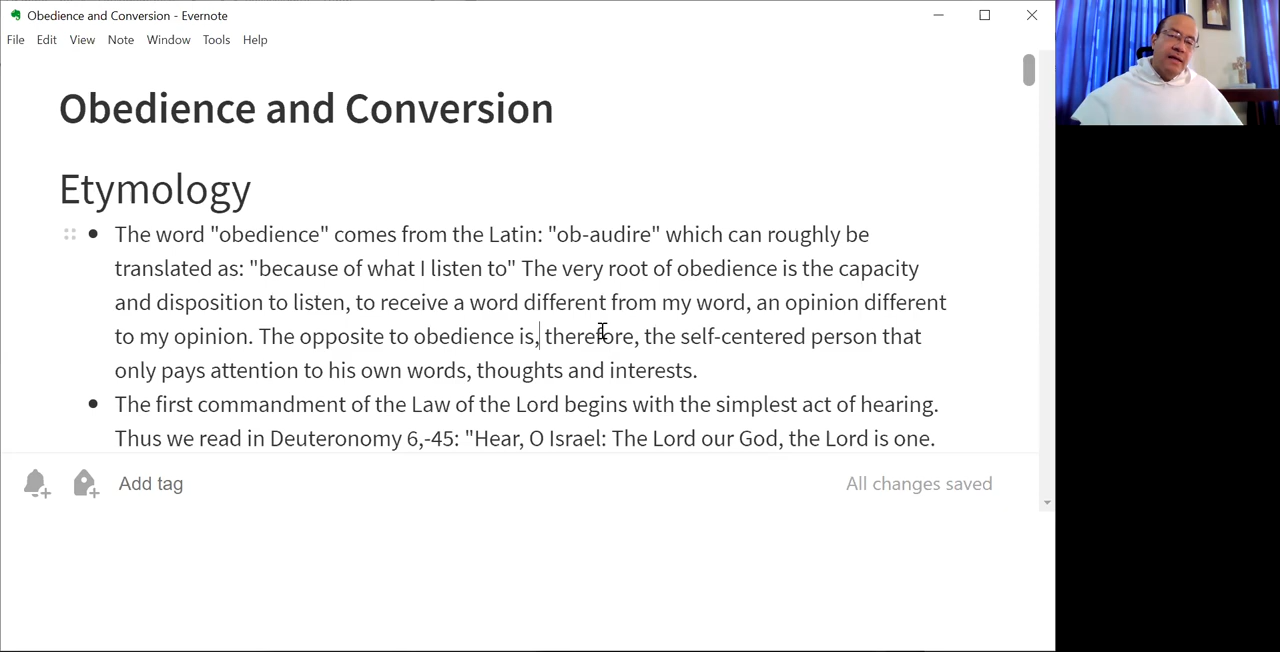 Obedience and Conversion - Evernote
File Edit View Note Window Tools Help
Obedience and Conversion
Etymology
The word "obedience" comes from the Latin: "ob-audire" which can roughly be
translated as: "because of what I listen to" The very root of obedience is the capacity
and disposition to listen, to receive a word different from my word, an opinion different
to my opinion. The opposite to obedience is, therefore, the self-centered person that
only pays attention to his own words, thoughts and interests.
The first commandment of the Law of the Lord begins with the simplest act of hearing.
Thus we read in Deuteronomy 6,-45: "Hear, O Israel: The Lord our God, the Lord is one.
Add tag
All changes saved